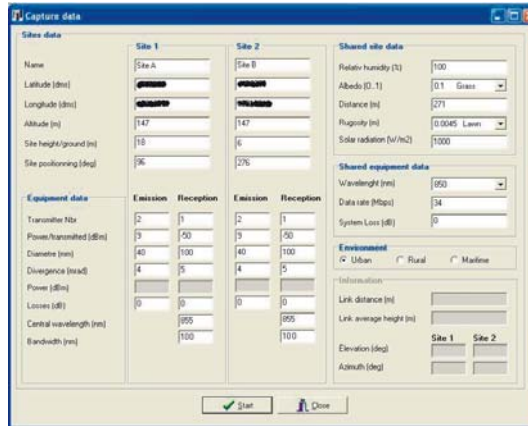 Capture data
Sites data
Site 1 Site 2
Name Site A Site B
Latitude (dms)
Longitude (dms)
Altitude (m) 147 147
Site height/ground (m) 18 6
Site positionning (deg) 96 276
Equipment data Emission Reception Emission Reception
Transmitter Nbr 2 1 2 1
Power/transmitted (dBm) 9 -50 9 -50
Diametre (mm) 40 100 40 100
Divergence (mrad) 4 5 4 5
Power (dBm)
Losses (dB) 0 0 0 0
Central wavelength (nm) 855 855
Bandwidth (nm) 100 100
Shared site data
Relativ humidity (%) 100
Albedo (0..1) 0.1 Grass
Distance (m) 271
Rugosity (m) 0.0045 Lawn
Solar radiation (W/m2) 1000
Shared equipment data
Wavelenght (nm) 850
Data rate (Mbps) 34
System Loss (dB) 0
Environment
Urban Rural Maritime
Information
Link distance (m)
Link average height (m)
Site 1 Site 2
Elevation (deg)
Azimuth (deg)
Start Close